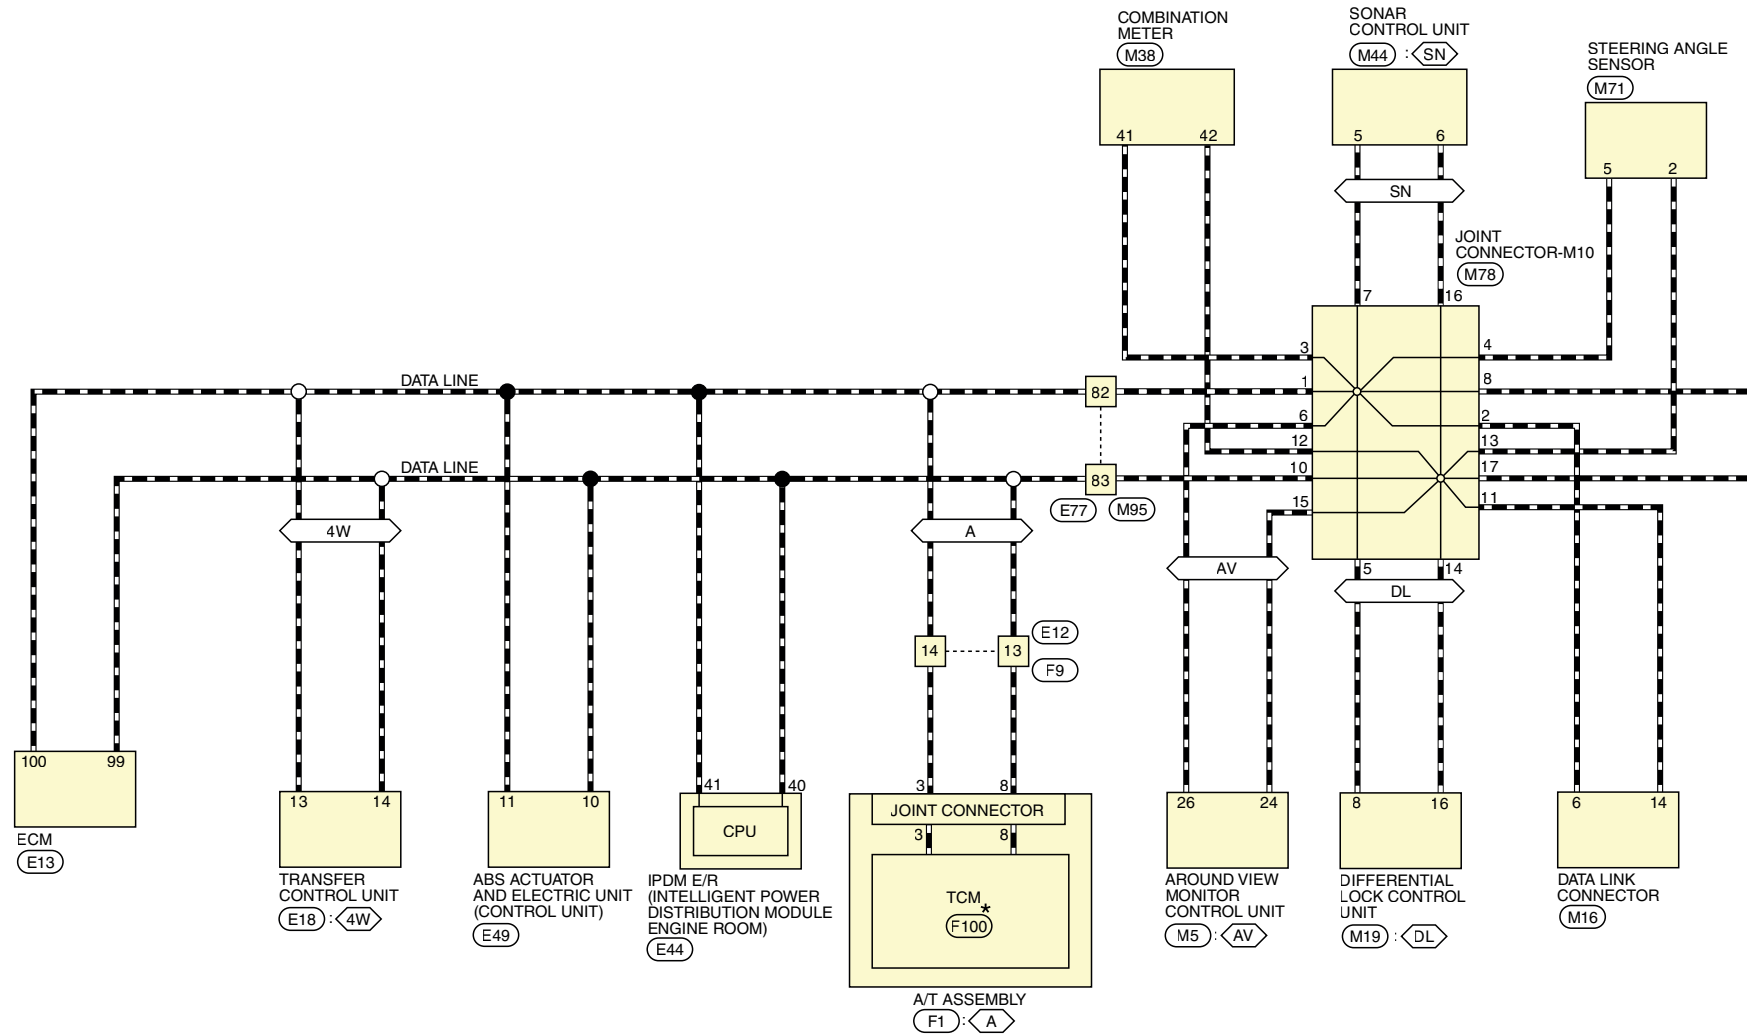 COMBINATION
METER
M38
SONAR
CONTROL UNIT
M44 : SN
STEERING ANGLE
SENSOR
M71
41 42
5 6
5 2
SN
JOINT
CONNECTOR-M10
M78
7 16
3 4
DATA LINE
82
1 8
6 2
12 13
DATA LINE
83
10 17
15 11
E77 M95
4W
A
AV
5 14
DL
14 13
E12
F9
100 99
ECM
E13
13 14
TRANSFER
CONTROL UNIT
E18 : 4W
11 10
ABS ACTUATOR
AND ELECTRIC UNIT
(CONTROL UNIT)
E49
41 40
CPU
IPDM E/R
(INTELLIGENT POWER
DISTRIBUTION MODULE
ENGINE ROOM)
E44
3 8
JOINT CONNECTOR
3 8
TCM
*
F100
A/T ASSEMBLY
F1 : A
26 24
AROUND VIEW
MONITOR
CONTROL UNIT
M5 : AV
8 16
DIFFERENTIAL
LOCK CONTROL
UNIT
M19 : DL
6 14
DATA LINK
CONNECTOR
M16